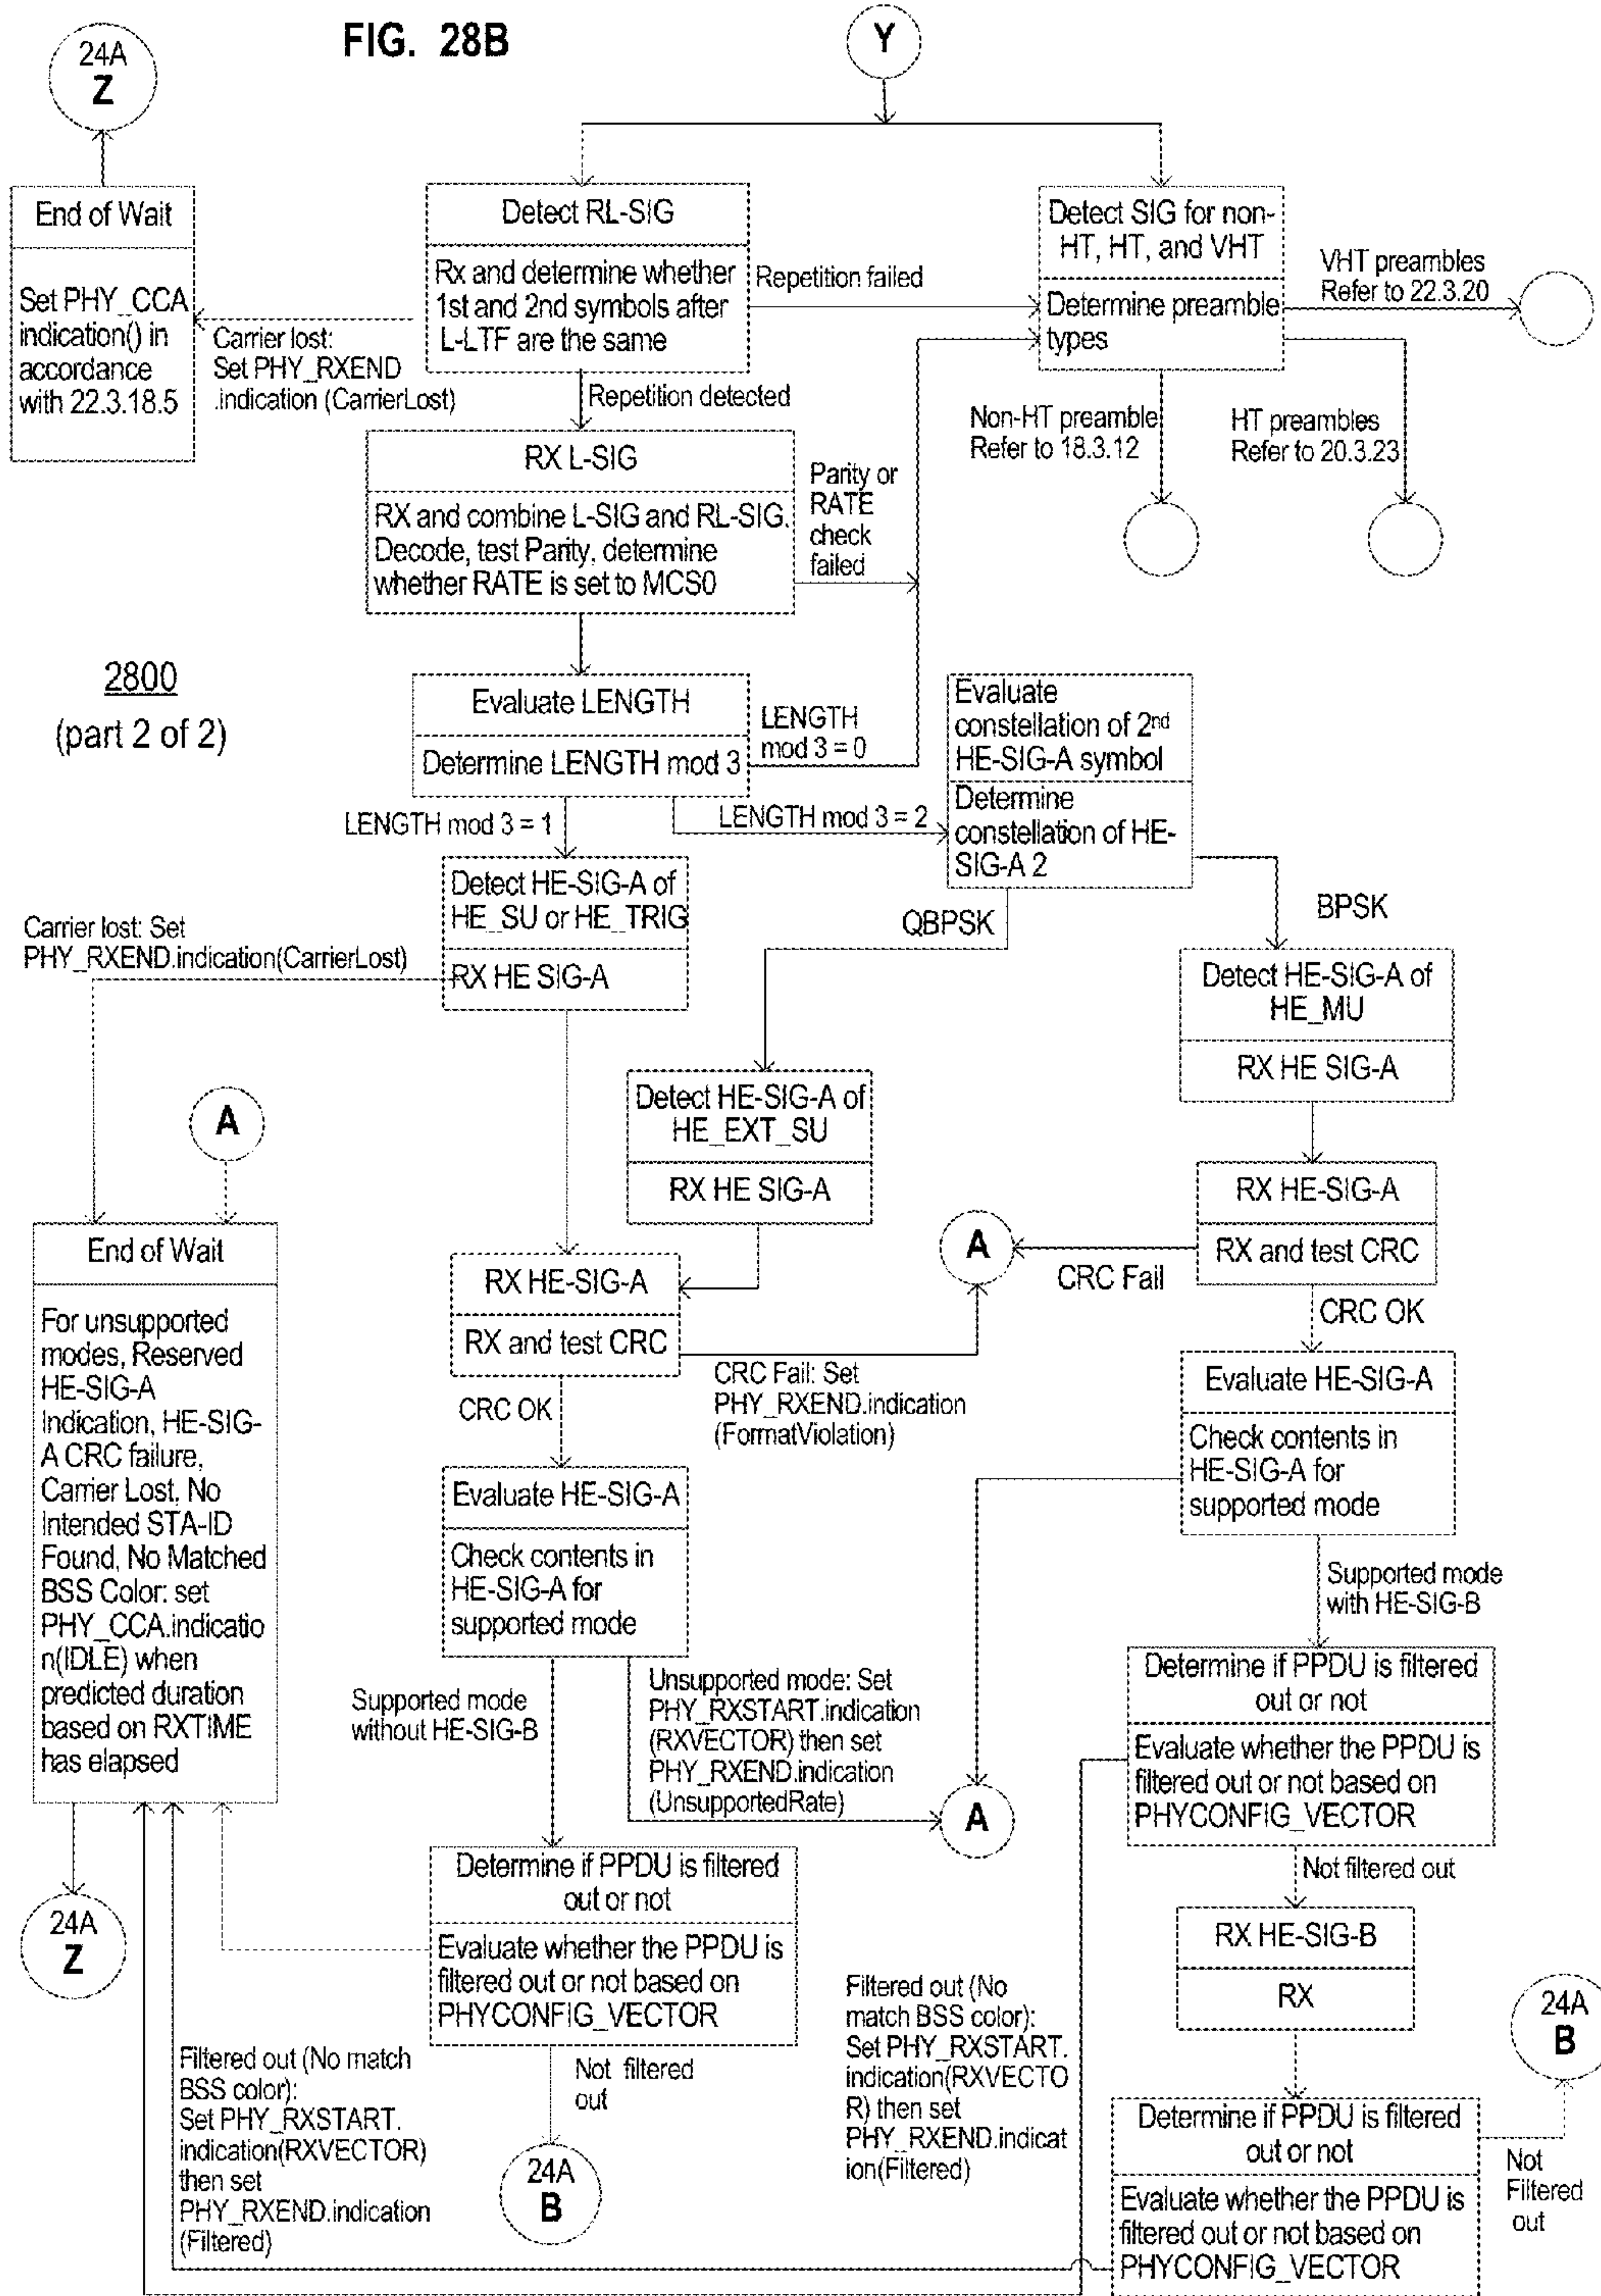 FIG. 28B
24A
Z
Y
End of Wait
Set PHY_CCA
indication() in
accordance
with 22.3.18.5
Carrier lost:
Set PHY_RXEND
.indication (CarrierLost)
Detect RL-SIG
Rx and determine whether
1st and 2nd symbols after
L-LTF are the same
Repetition failed
Repetition detected
Detect SIG for non-
HT, HT, and VHT
Determine preamble
types
VHT preambles
Refer to 22.3.20
Non-HT preamble
Refer to 18.3.12
HT preambles
Refer to 20.3.23
RX L-SIG
RX and combine L-SIG and RL-SIG.
Decode, test Parity, determine
whether RATE is set to MCS0
Parity or
RATE
check
failed
2800
(part 2 of 2)
Evaluate LENGTH
Determine LENGTH mod 3
LENGTH
mod 3 = 0
LENGTH mod 3 = 1
LENGTH mod 3 = 2
Evaluate
constellation of 2nd
HE-SIG-A symbol
Determine
constellation of HE-
SIG-A 2
QBPSK
BPSK
Detect HE-SIG-A of
HE_SU or HE_TRIG
RX HE SIG-A
Carrier lost: Set
PHY_RXEND.indication(CarrierLost)
Detect HE-SIG-A of
HE_EXT_SU
RX HE SIG-A
Detect HE-SIG-A of
HE_MU
RX HE SIG-A
A
End of Wait
For unsupported
modes, Reserved
HE-SIG-A
Indication, HE-SIG-
A CRC failure,
Carrier Lost, No
Intended STA-ID
Found, No Matched
BSS Color: set
PHY_CCA.indicatio
n(IDLE) when
predicted duration
based on RXTIME
has elapsed
24A
Z
RX HE-SIG-A
RX and test CRC
CRC OK
CRC Fail: Set
PHY_RXEND.indication
(FormatViolation)
A
CRC Fail
RX HE-SIG-A
RX and test CRC
CRC OK
Evaluate HE-SIG-A
Check contents in
HE-SIG-A for
supported mode
Supported mode
without HE-SIG-B
Unsupported mode: Set
PHY_RXSTART.indication
(RXVECTOR) then set
PHY_RXEND.indication
(UnsupportedRate)
A
Evaluate HE-SIG-A
Check contents in
HE-SIG-A for
supported mode
Supported mode
with HE-SIG-B
Determine if PPDU is filtered
out or not
Evaluate whether the PPDU is
filtered out or not based on
PHYCONFIG_VECTOR
Not filtered out
RX HE-SIG-B
RX
Determine if PPDU is filtered
out or not
Evaluate whether the PPDU is
filtered out or not based on
PHYCONFIG_VECTOR
Not filtered
out
24A
B
Filtered out (No match
BSS color):
Set PHY_RXSTART.
indication(RXVECTOR)
then set
PHY_RXEND.indication
(Filtered)
Filtered out (No
match BSS color):
Set PHY_RXSTART.
indication(RXVECTO
R) then set
PHY_RXEND.indicat
ion(Filtered)
24A
B
Determine if PPDU is filtered
out or not
Evaluate whether the PPDU is
filtered out or not based on
PHYCONFIG_VECTOR
Not
Filtered
out